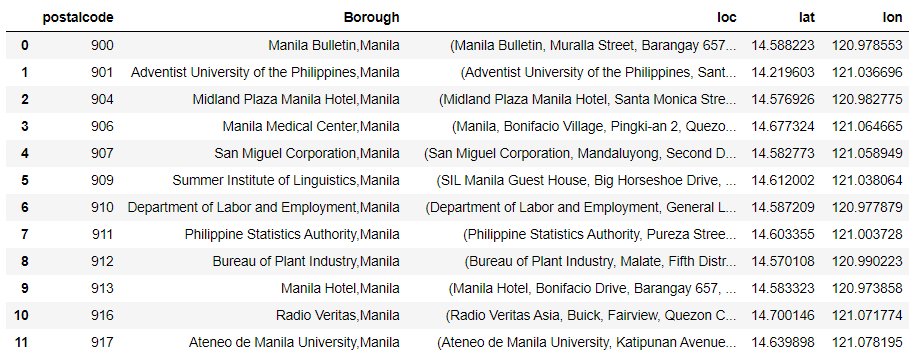 postalcode Borough loc lat lon
0 900 Manila Bulletin,Manila (Manila Bulletin, Muralla Street, Barangay 657... 14.588223 120.978553
1 901 Adventist University of the Philippines,Manila (Adventist University of the Philippines, Sant... 14.219603 121.036696
2 904 Midland Plaza Manila Hotel,Manila (Midland Plaza Manila Hotel, Santa Monica Stre... 14.576926 120.982775
3 906 Manila Medical Center,Manila (Manila, Bonifacio Village, Pingki-an 2, Quezo... 14.677324 121.064665
4 907 San Miguel Corporation,Manila (San Miguel Corporation, Mandaluyong, Second D... 14.582773 121.058949
5 909 Summer Institute of Linguistics,Manila (SIL Manila Guest House, Big Horseshoe Drive, ... 14.612002 121.038064
6 910 Department of Labor and Employment,Manila (Department of Labor and Employment, General L... 14.587209 120.977879
7 911 Philippine Statistics Authority,Manila (Philippine Statistics Authority, Pureza Stree... 14.603355 121.003728
8 912 Bureau of Plant Industry,Manila (Bureau of Plant Industry, Malate, Fifth Distr... 14.570108 120.990223
9 913 Manila Hotel,Manila (Manila Hotel, Bonifacio Drive, Barangay 657, ... 14.583323 120.973858
10 916 Radio Veritas,Manila (Radio Veritas Asia, Buick, Fairview, Quezon C... 14.700146 121.071774
11 917 Ateneo de Manila University,Manila (Ateneo de Manila University, Katipunan Avenue... 14.639898 121.078195